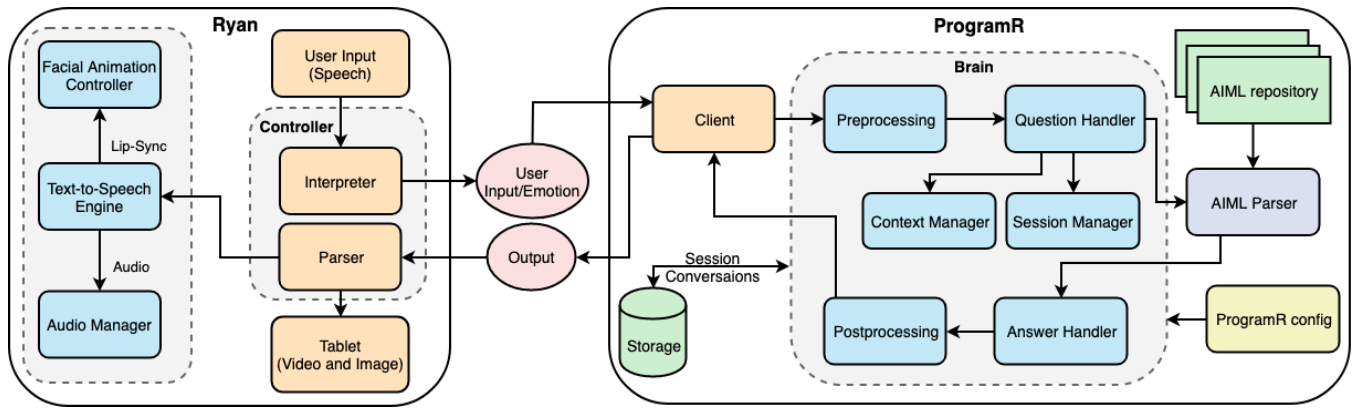 Ryan
Facial Animation
Controller
Lip-Sync
Text-to-Speech
Engine
Audio
Audio Manager
User Input
(Speech)
Controller
Interpreter
Parser
Tablet
(Video and Image)
User
Input/Emotion
Output
ProgramR
Client
Session
Conversaions
Storage
Brain
Preprocessing
Question Handler
Context Manager
Session Manager
Postprocessing
Answer Handler
AIML repository
AIML Parser
ProgramR config